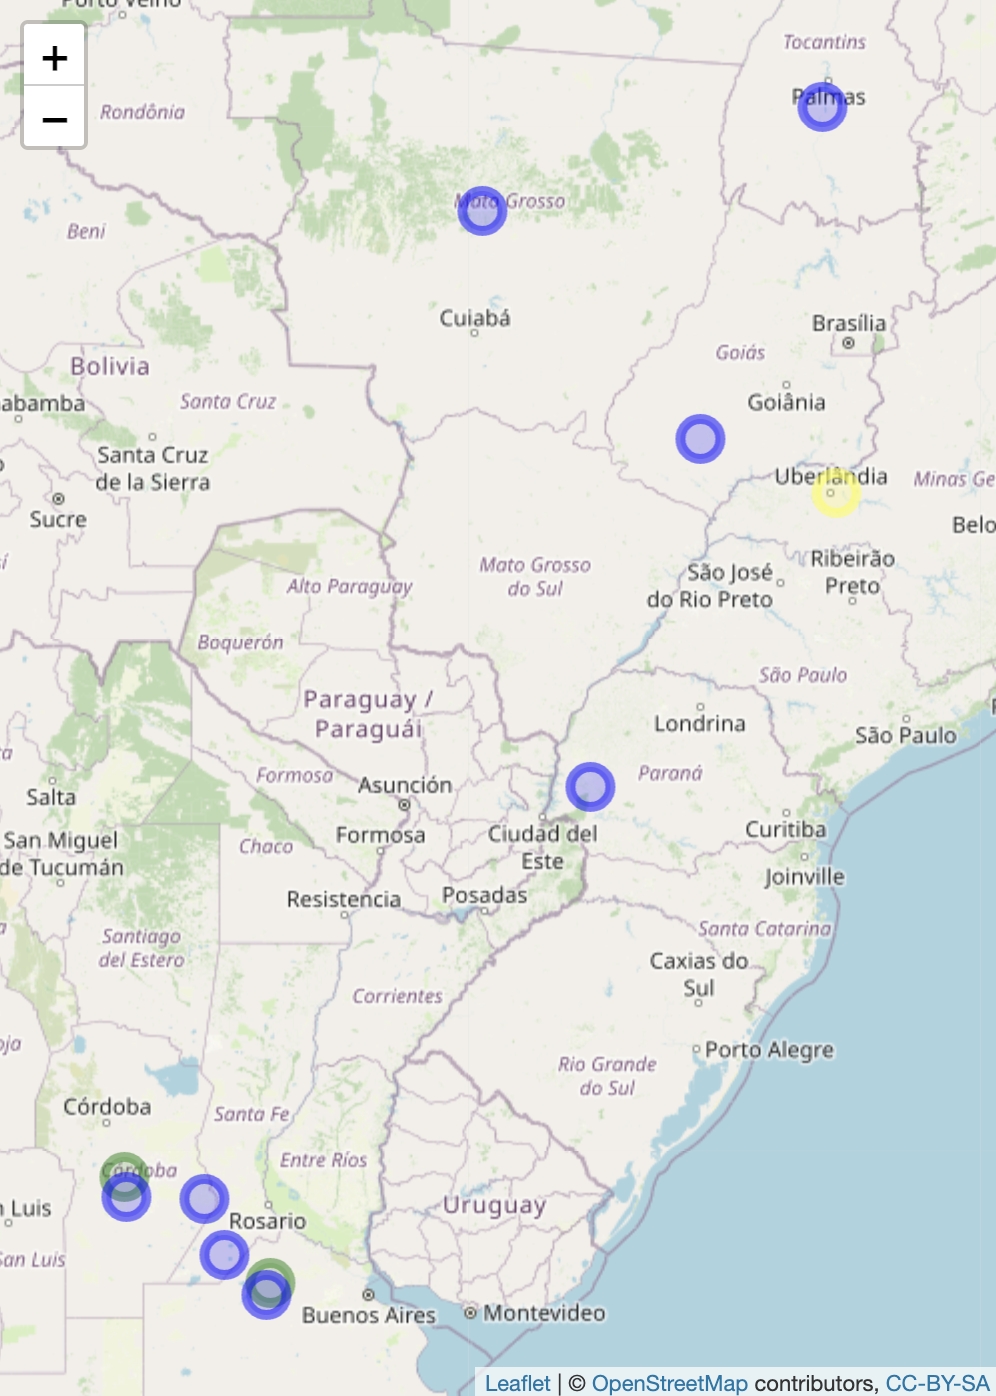 Porto Velho
+
−
Tocantins
Palmas
Rondônia
Mato Grosso
Beni
Cuiabá
Brasília
Goiás
Bolivia
Santa Cruz
Goiânia
abamba
Santa Cruz
de la Sierra
Uberlândia
Minas Ge
Sucre
Belo
Mato Grosso
do Sul
Ribeirão
Preto
São José
do Rio Preto
Alto Paraguay
Boquerón
São Paulo
Paraguay /
Paraguái
Londrina
São Paulo
Paraná
Formosa
Asunción
Salta
San Miguel
de Tucumán
Formosa
Ciudad del
Este
Curitiba
Chaco
Joinville
Resistencia
Posadas
Santiago
del Estero
Santa Catarina
Caxias do
Sul
Corrientes
Porto Alegre
Rio Grande
do Sul
oja
Córdoba
Santa Fe
Córdoba
Entre Ríos
Luis
Rosario
Uruguay
San Luis
Buenos Aires
Montevideo
Leaflet | © OpenStreetMap contributors, CC-BY-SA